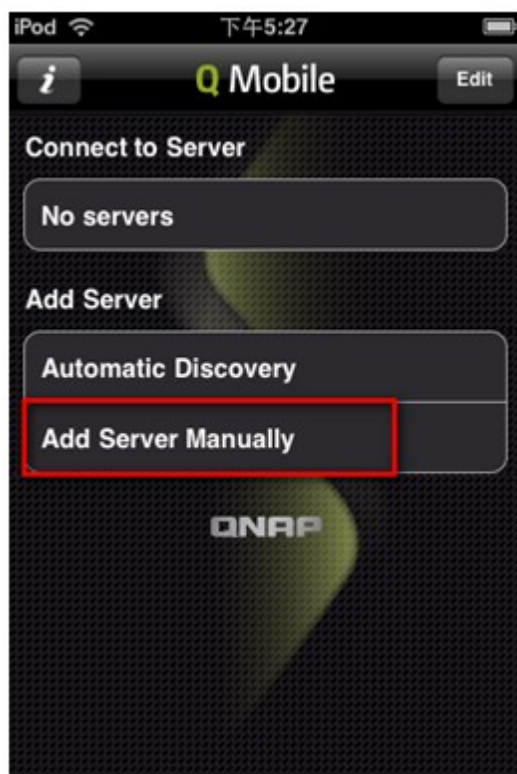 iPod 下午5:27
i Q Mobile Edit
Connect to Server
No servers
Add Server
Automatic Discovery
Add Server Manually
QNAP